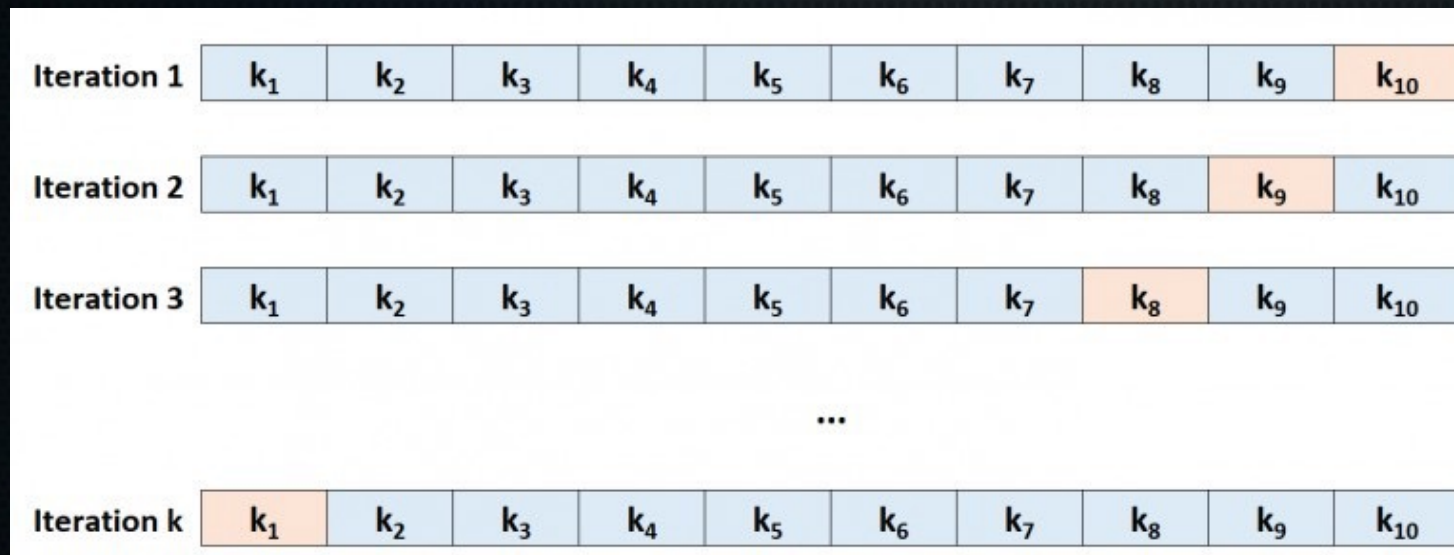 Iteration 1 k₁ k₂ k₃ k₄ k₅ k₆ k₇ k₈ k₉ k₁₀
Iteration 2 k₁ k₂ k₃ k₄ k₅ k₆ k₇ k₈ k₉ k₁₀
Iteration 3 k₁ k₂ k₃ k₄ k₅ k₆ k₇ k₈ k₉ k₁₀
...
Iteration k k₁ k₂ k₃ k₄ k₅ k₆ k₇ k₈ k₉ k₁₀